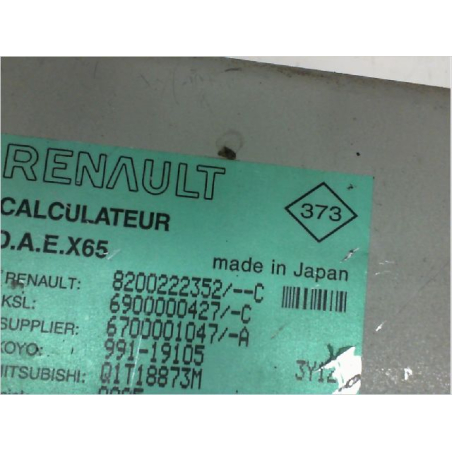 RENAULT
CALCULATEUR
D.A.E.X65
373
made in Japan
RENAULT: 8200222352/--C
KSL: 6900000427/-C
SUPPLIER: 6700001047/-A
KOYO: 991-19105
MITSUBISHI: Q1T18873M 3Y12